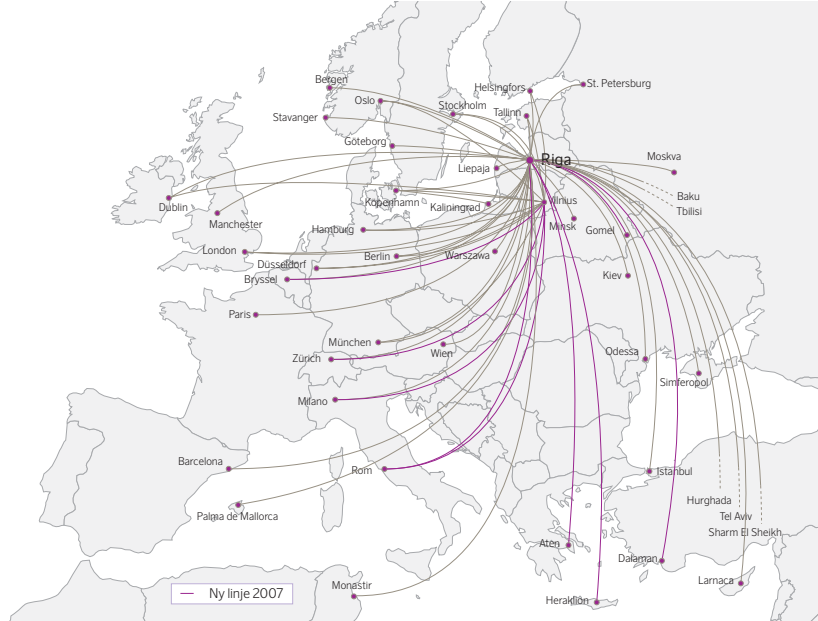 Bergen
Helsingfors
St. Petersburg
Oslo
Stockholm
Tallinn
Stavanger
Göteborg
Riga
Moskva
Liepaja
Baku
Tbilisi
Dublin
Köpenhamn
Kaliningrad
Vilnius
Manchester
Minsk
Gomel
Hamburg
London
Berlin
Warszawa
Düsseldorf
Bryssel
Kiev
Paris
München
Wien
Zürich
Odessa
Simferopol
Milano
Barcelona
Rom
Istanbul
Palma de Mallorca
Hurghada
Tel Aviv
Sharm El Sheikh
Aten
Dalaman
Larnaca
Monastir
Ny linje 2007
Heraklion